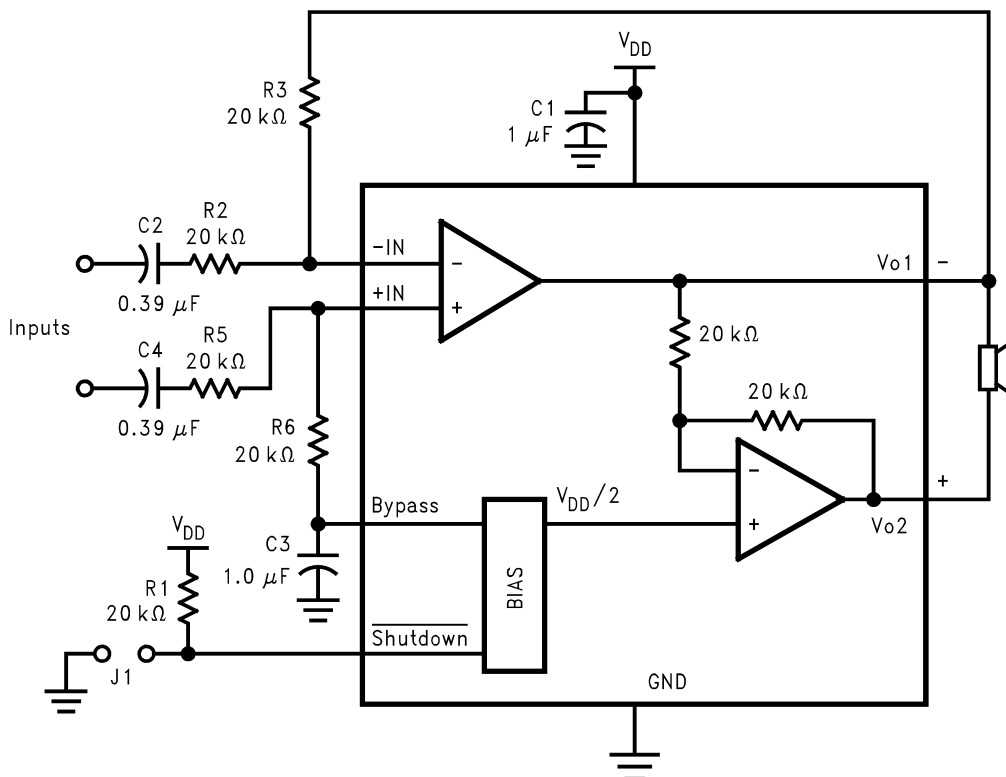 V_DD
R3
20 kΩ
C1
1 µF
C2
R2
20 kΩ
-IN
-
Vo1
-
0.39 µF
+IN
+
Inputs
C4
R5
20 kΩ
20 kΩ
0.39 µF
20 kΩ
R6
20 kΩ
-
+
Bypass
V_DD/2
+
Vo2
V_DD
C3
1.0 µF
BIAS
R1
20 kΩ
Shutdown
J1
GND